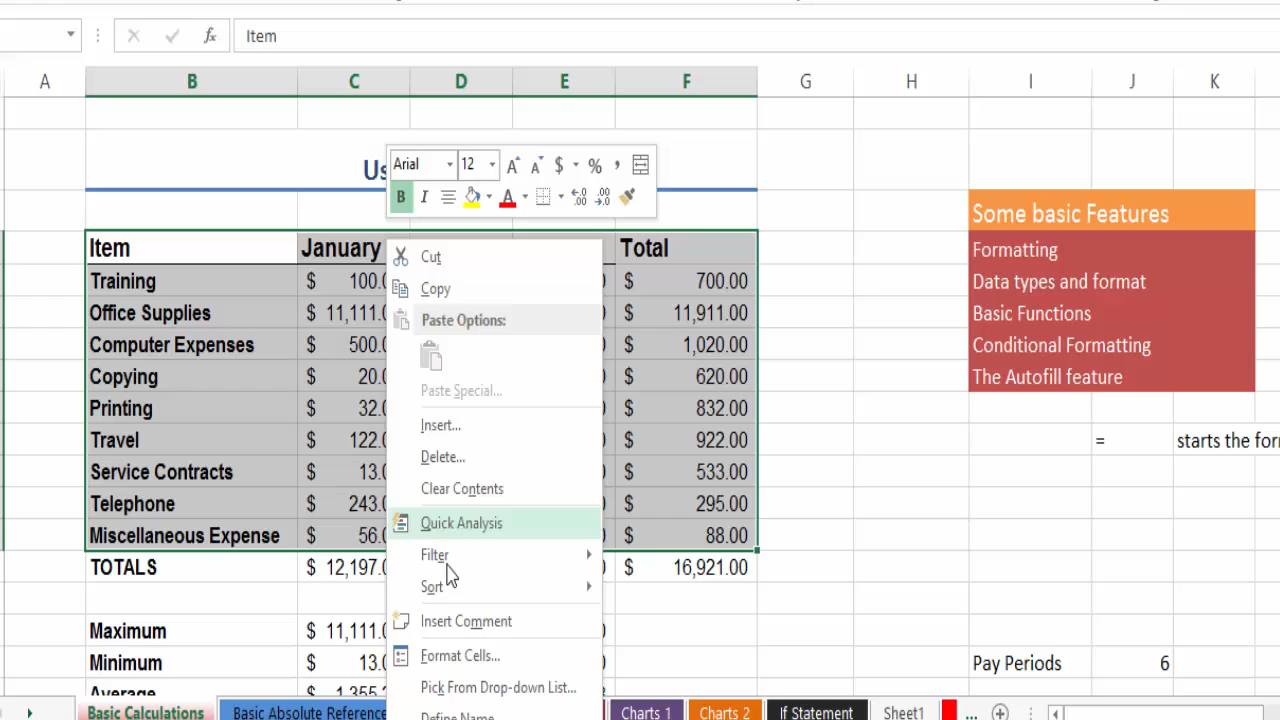 Item
A B C D E F G H I J K
Us
Arial 12 $ % ,
B I A
Some basic Features
Item January Total
Cut
Formatting
Training $ 100.0 $ 700.00
Copy
Data types and format
Office Supplies $ 11,111.0 $ 11,911.00
Paste Options:
Basic Functions
Computer Expenses $ 500.0 $ 1,020.00
Conditional Formatting
Copying $ 20.0 $ 620.00
Paste Special...
The Autofill feature
Printing $ 32.0 $ 832.00
Insert...
Travel $ 122.0 $ 922.00
= starts the for
Delete...
Service Contracts $ 13.0 $ 533.00
Clear Contents
Telephone $ 243.0 $ 295.00
Quick Analysis
Miscellaneous Expense $ 56.0 $ 88.00
Filter
TOTALS $ 12,197.0 $ 16,921.00
Sort
Insert Comment
Maximum $ 11,111.0
Format Cells...
Minimum $ 13.0
Pay Periods 6
Pick From Drop-down List...
Average $ 1,355.2
Define Name
Basic Calculations Basic Absolute Reference Charts 1 Charts 2 If Statement Sheet1 ...